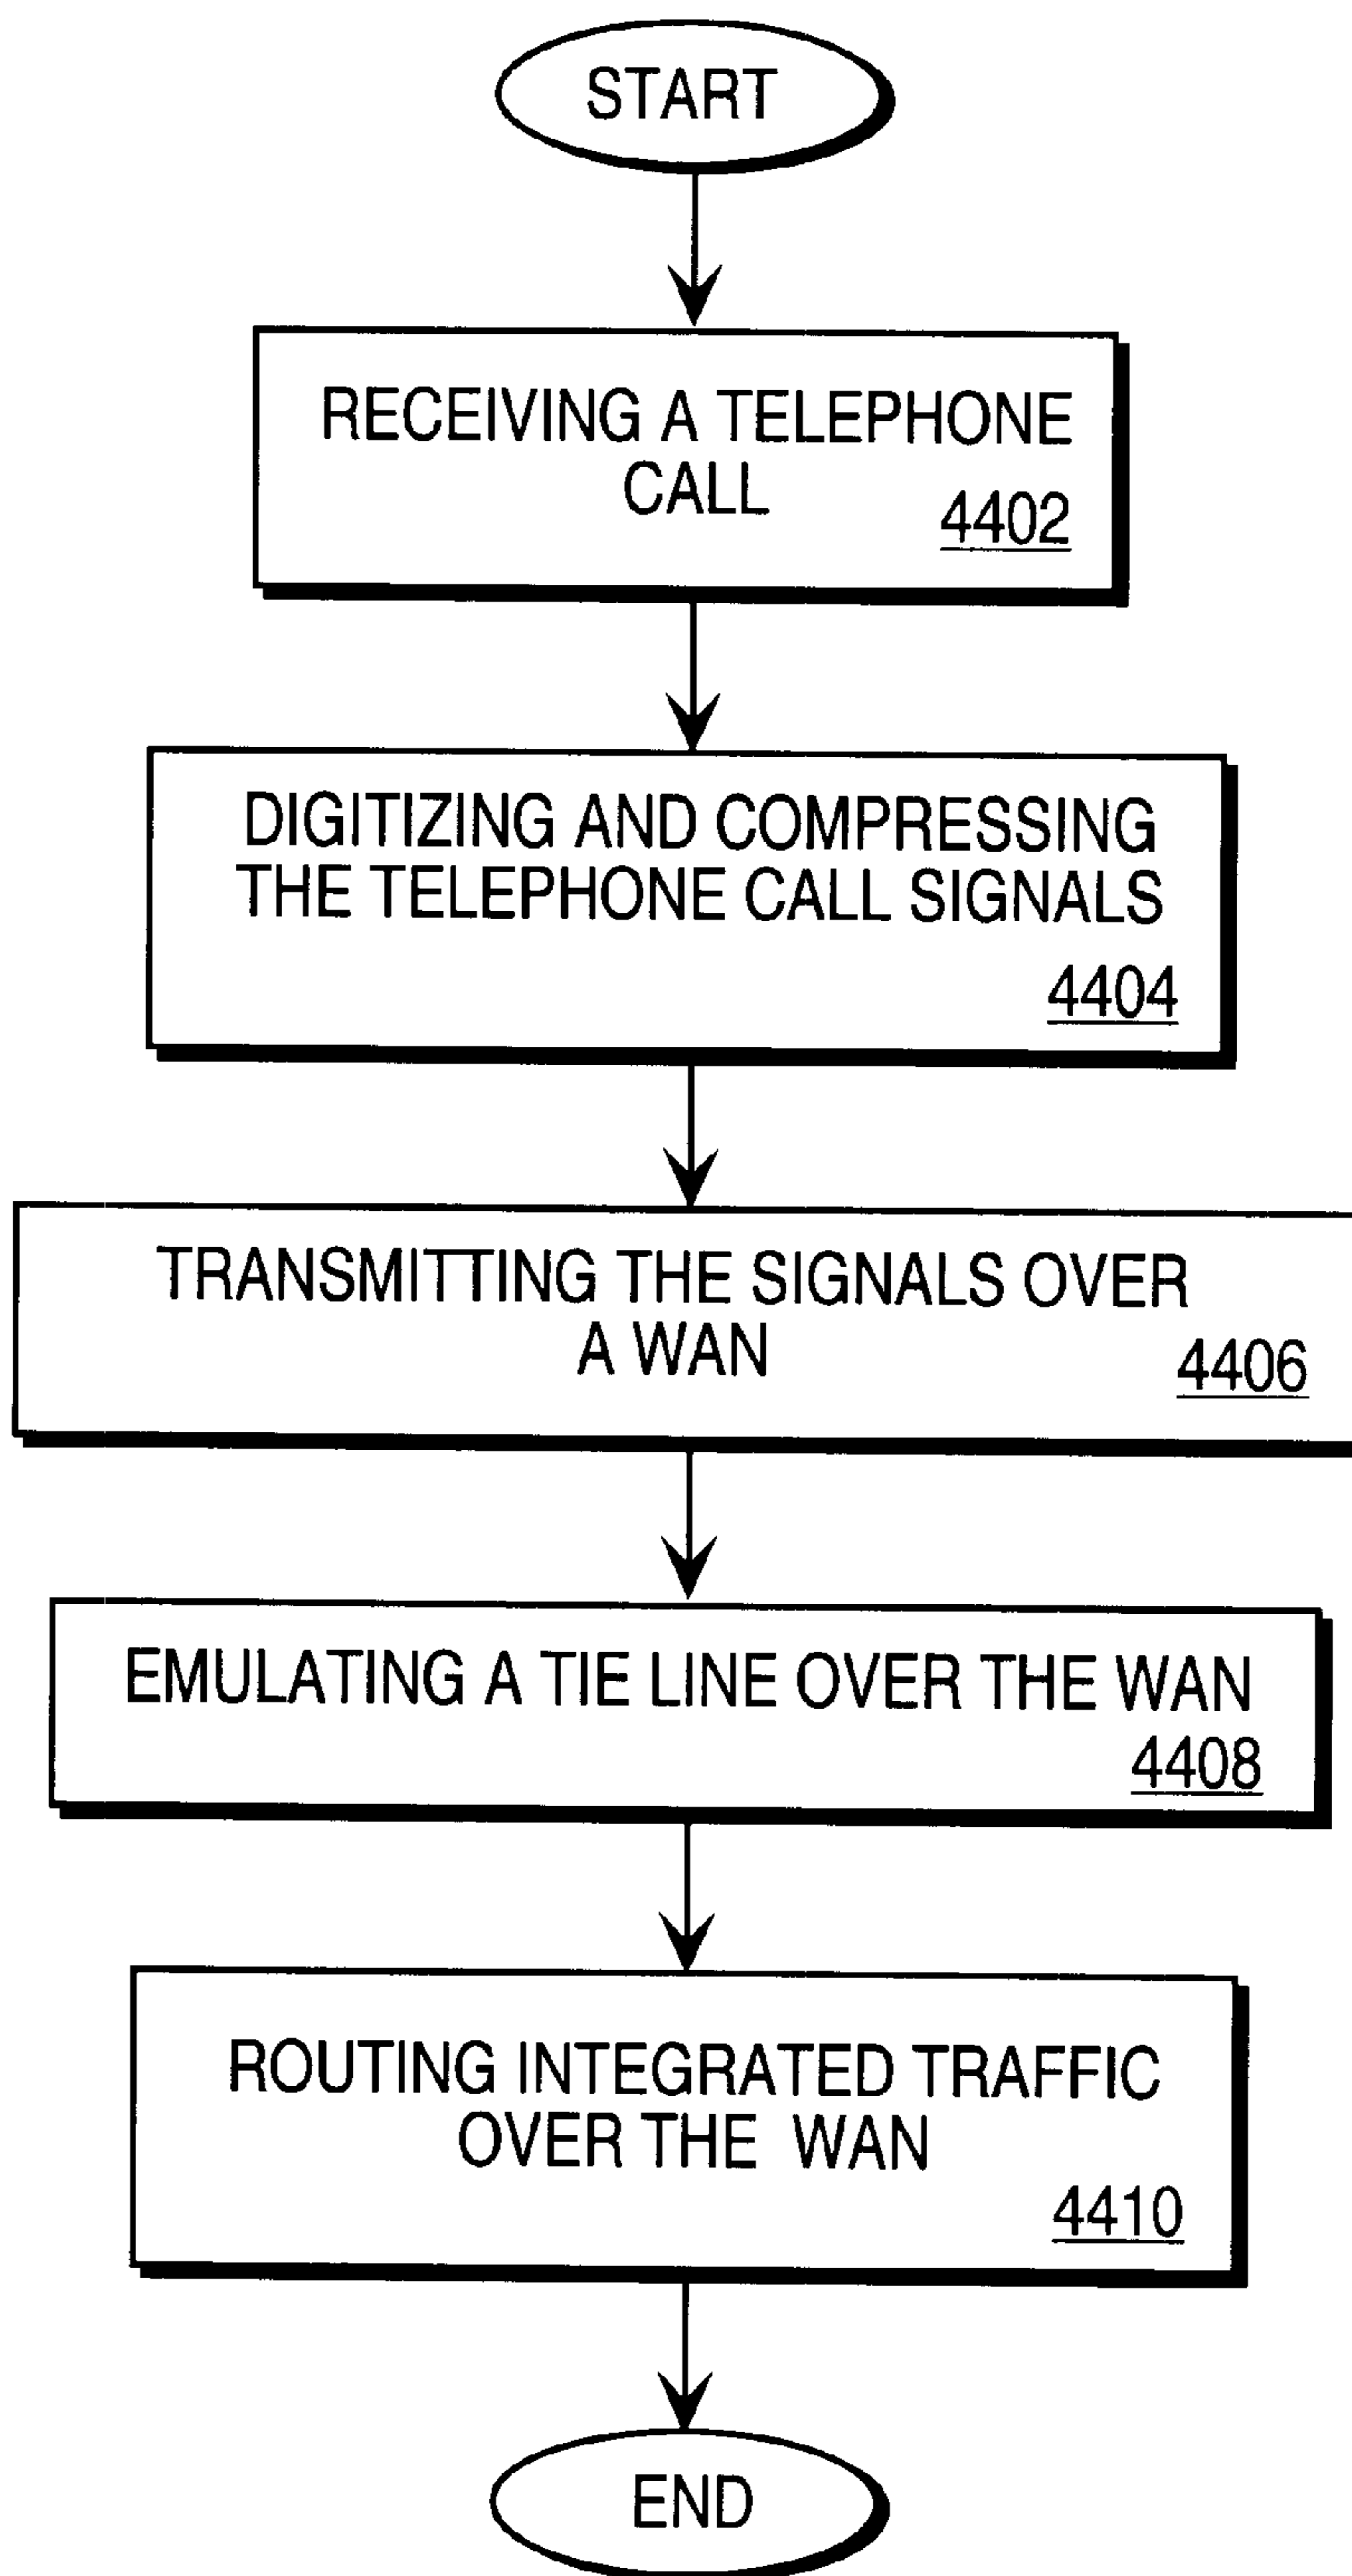 START
RECEIVING A TELEPHONE
CALL
4402
DIGITIZING AND COMPRESSING
THE TELEPHONE CALL SIGNALS
4404
TRANSMITTING THE SIGNALS OVER
A WAN
4406
EMULATING A TIE LINE OVER THE WAN
4408
ROUTING INTEGRATED TRAFFIC
OVER THE WAN
4410
END